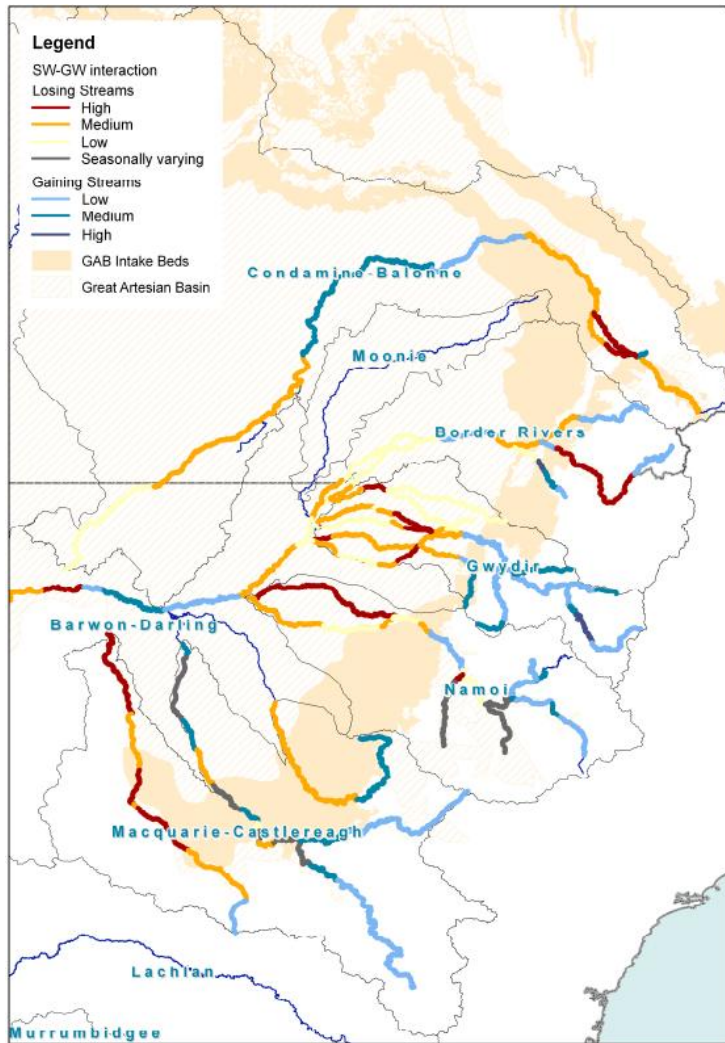 Legend
SW-GW interaction
Losing Streams
High
Medium
Low
Seasonally varying
Gaining Streams
Low
Medium
High
GAB Intake Beds
Great Artesian Basin
Condamine-Balonne
Moonie
Border Rivers
Gwydir
Barwon-Darling
Namoi
Macquarie-Castlereagh
Lachlan
Murrumbidgee